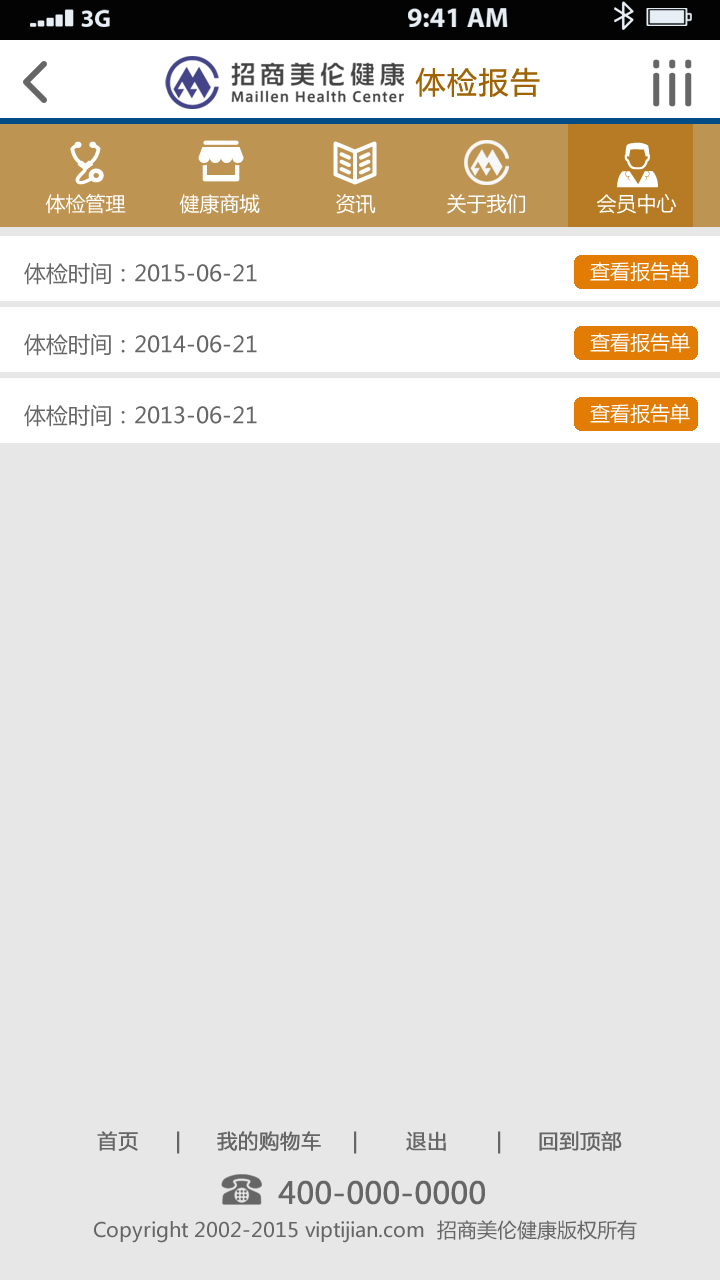 3G 9:41 AM
招商美伦健康 体检报告
Maillen Health Center
体检管理 健康商城 资讯 关于我们 会员中心
体检时间：2015-06-21 查看报告单
体检时间：2014-06-21 查看报告单
体检时间：2013-06-21 查看报告单
首页 | 我的购物车 | 退出 | 回到顶部
400-000-0000
Copyright 2002-2015 viptijian.com 招商美伦健康版权所有